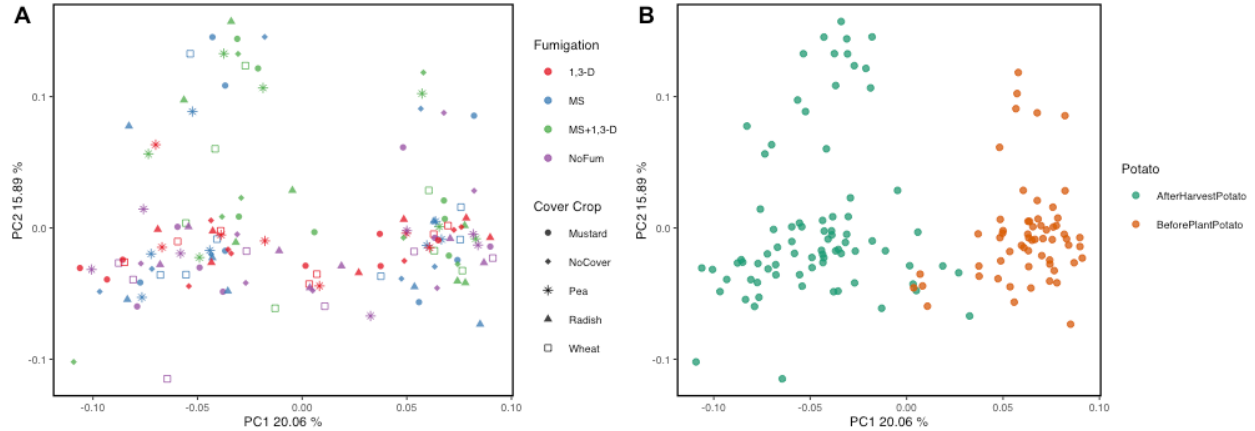 A
PC2 15.89 %
0.1
0.0
-0.1
-0.10
-0.05
0.00
0.05
0.10
PC1 20.06 %
Fumigation
1,3-D
MS
MS+1,3-D
NoFum
Cover Crop
Mustard
NoCover
Pea
Radish
Wheat
B
PC2 15.89 %
0.1
0.0
-0.1
-0.10
-0.05
0.00
0.05
0.10
PC1 20.06 %
Potato
AfterHarvestPotato
BeforePlantPotato